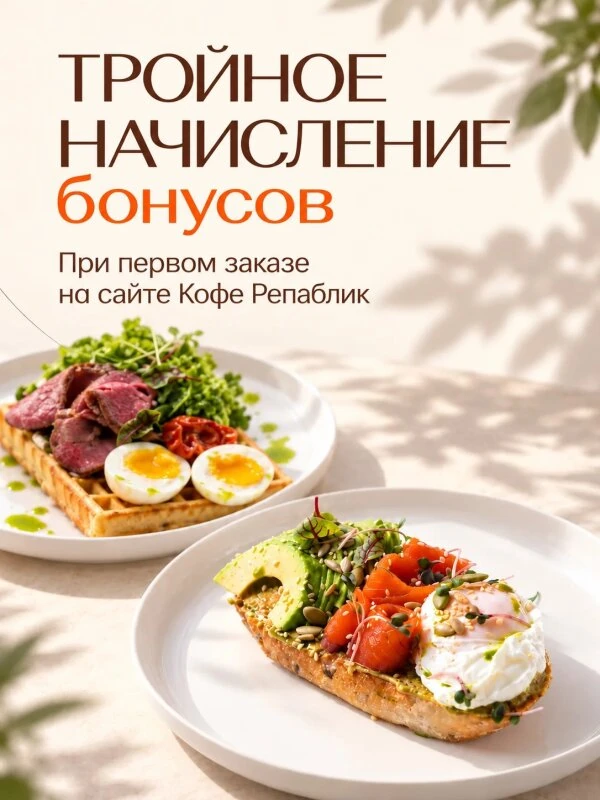 ТРОЙНОЕ
НАЧИСЛЕНИЕ
бонусов
При первом заказе
на сайте Кофе Репаблик